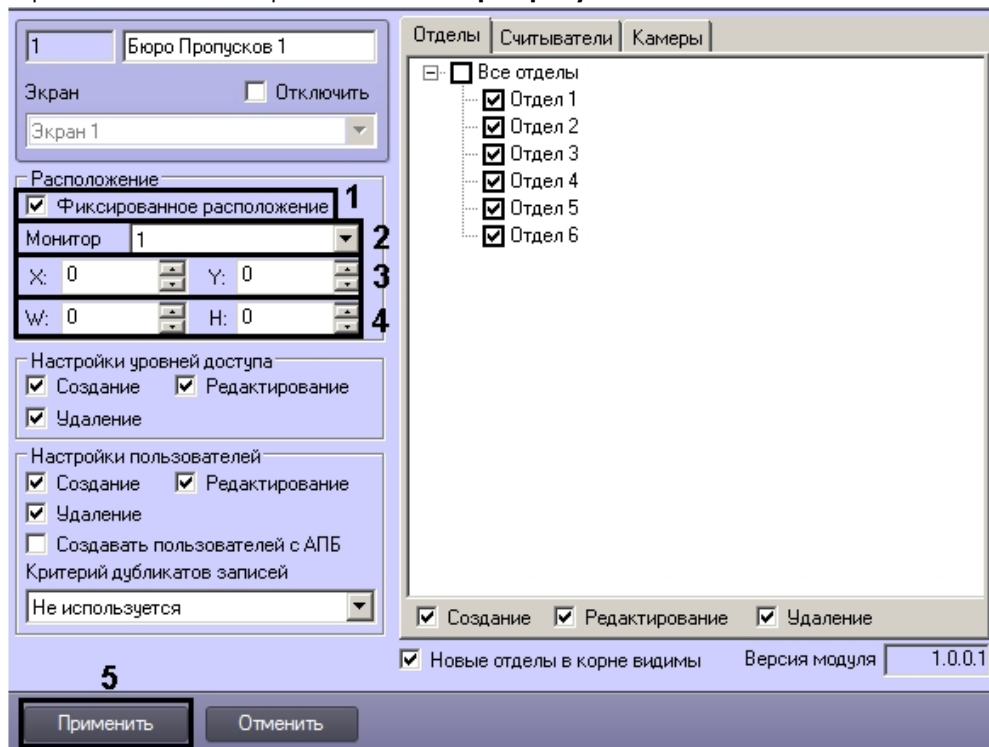 1 Бюро Пропусков 1
Экран Отключить
Экран 1
Расположение
Фиксированное расположение 1
Монитор 1 2
X: 0 Y: 0 3
W: 0 H: 0 4
Настройки уровней доступа
Создание Редактирование
Удаление
Настройки пользователей
Создание Редактирование
Удаление
Создавать пользователей с АПБ
Критерий дубликатов записей
Не используется
Отделы Считыватели Камеры
Все отделы
Отдел 1
Отдел 2
Отдел 3
Отдел 4
Отдел 5
Отдел 6
Создание Редактирование Удаление
Новые отделы в корне видимы Версия модуля 1.0.0.1
5
Применить Отменить